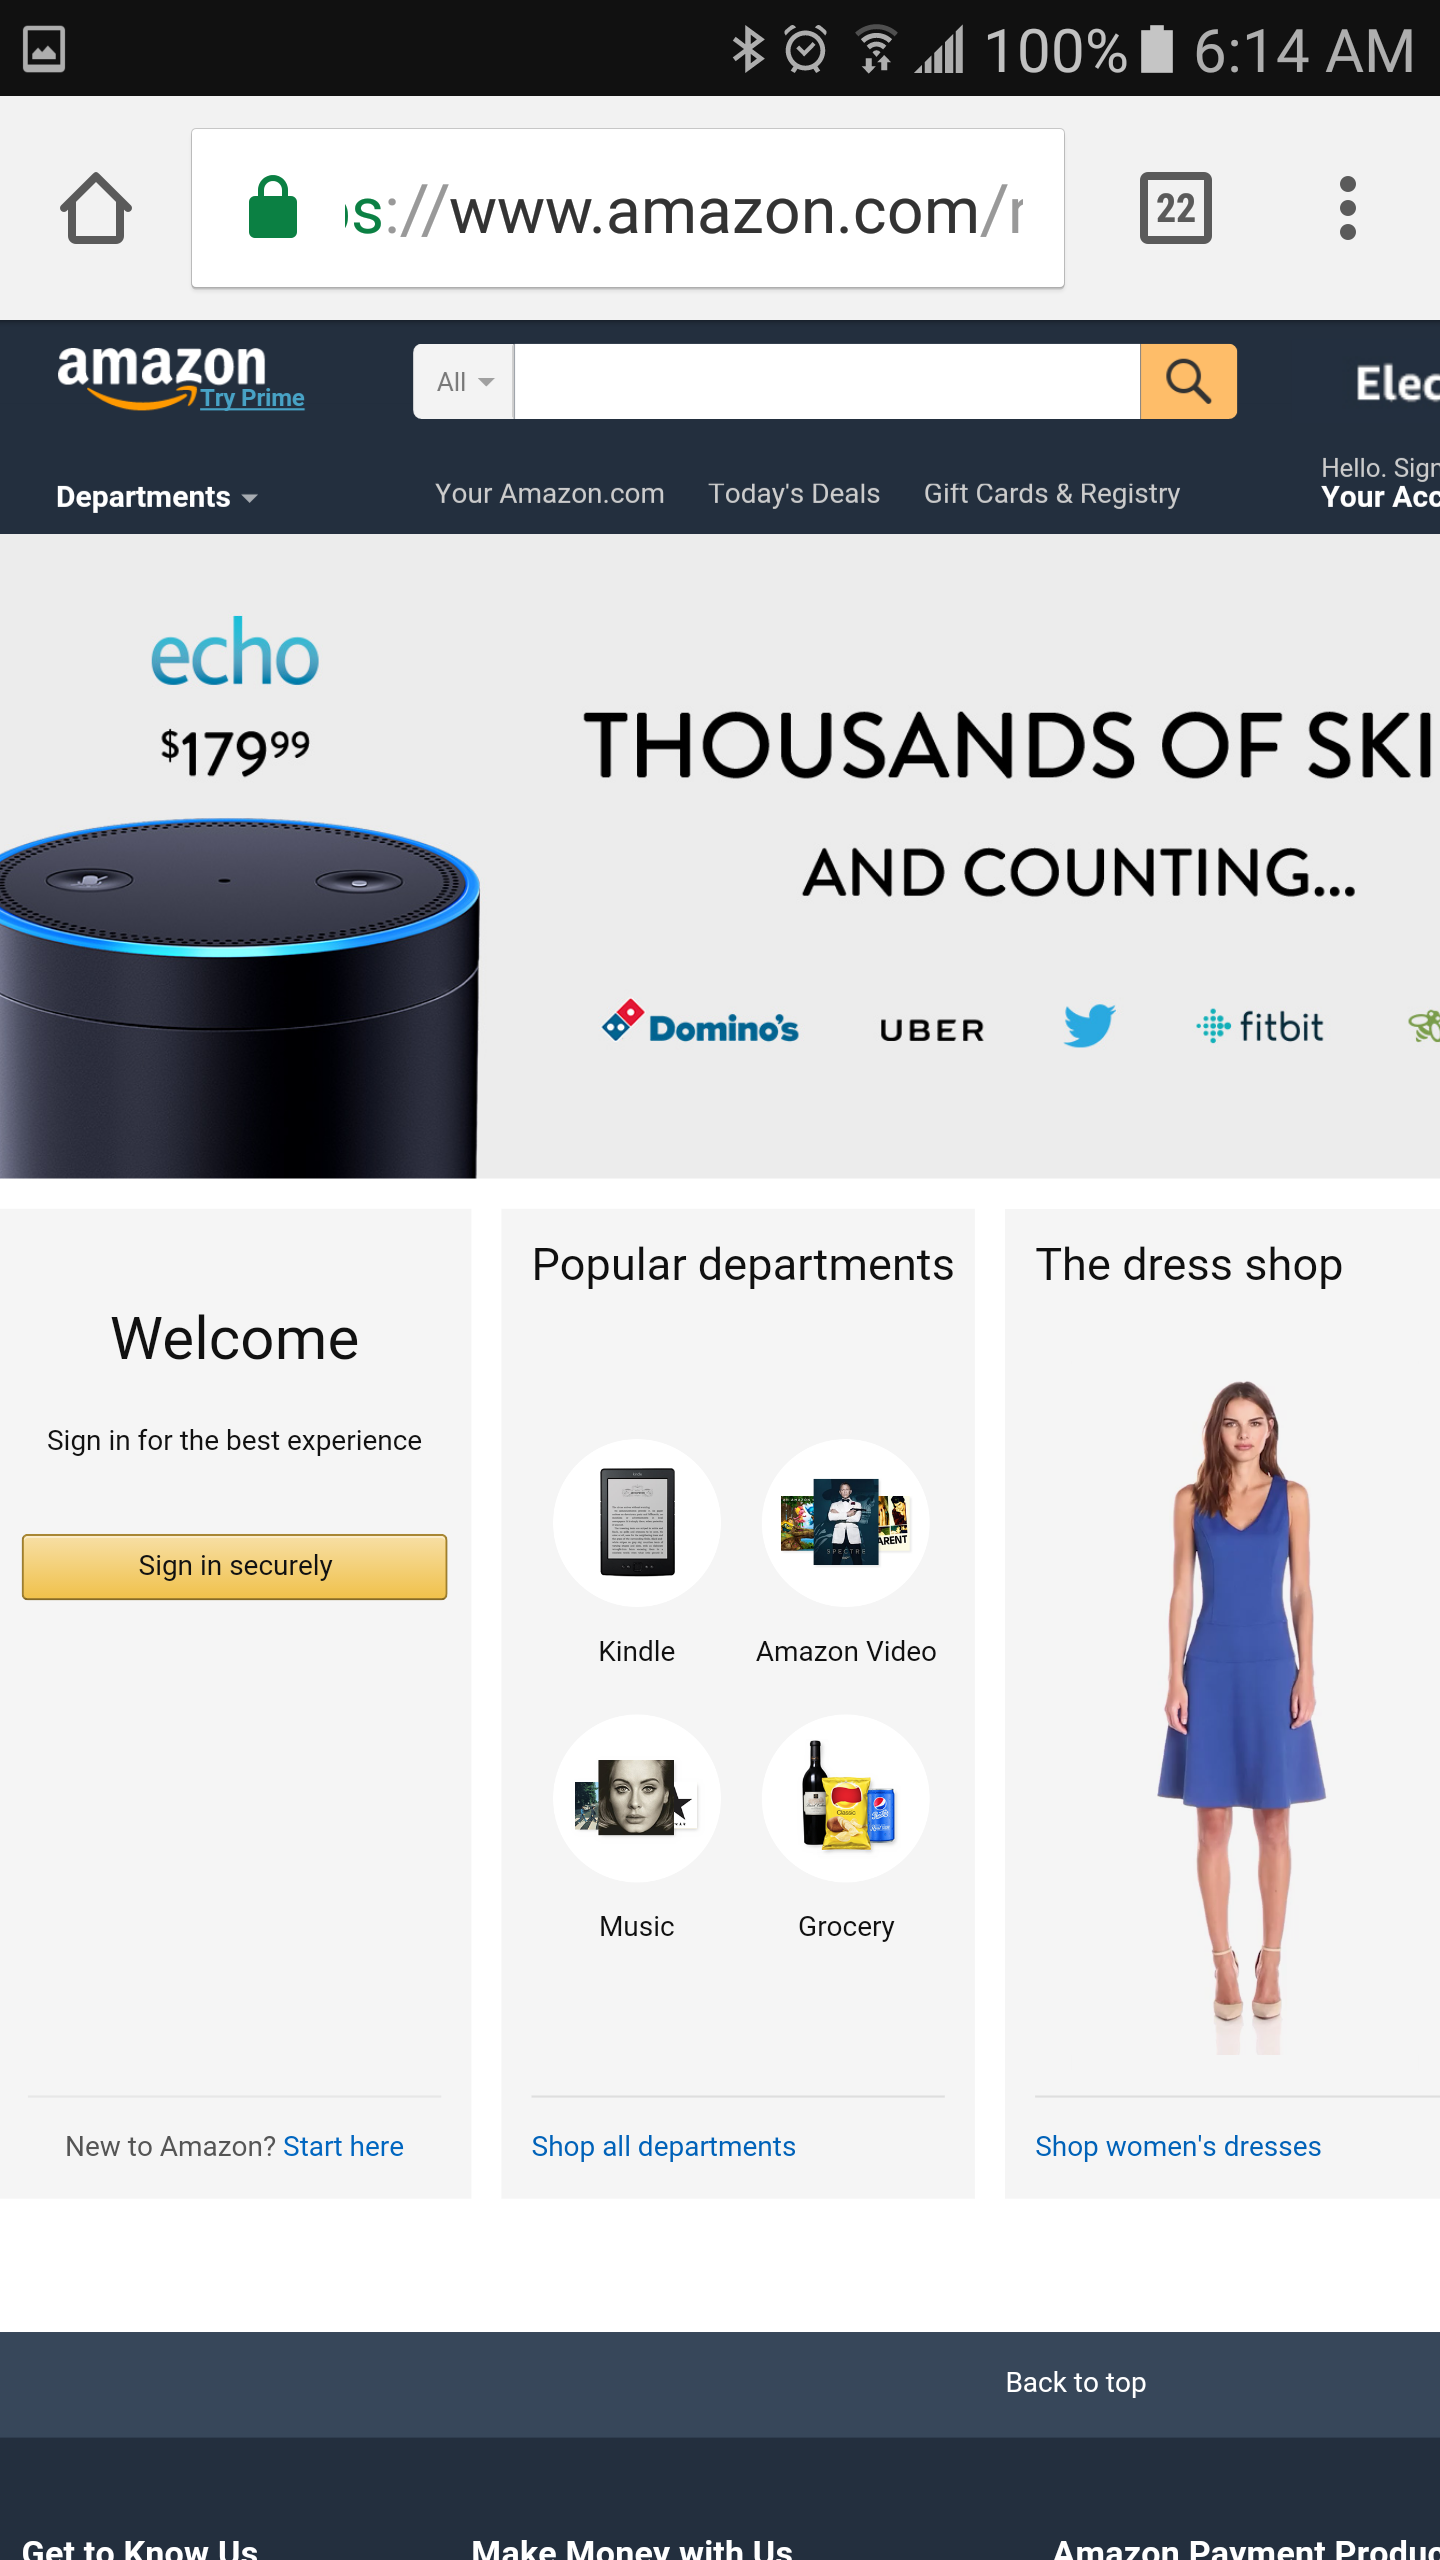 100% 6:14 AM
s://www.amazon.com/r
22
amazon
Try Prime
All
Elec
Departments
Your Amazon.com
Today's Deals
Gift Cards & Registry
Hello. Sign
Your Acc
echo
$179 99
THOUSANDS OF SKI
AND COUNTING...
Domino's
UBER
fitbit
Welcome
Sign in for the best experience
Sign in securely
New to Amazon? Start here
Popular departments
SPECTRE
ARENT
Kindle
Amazon Video
Classic
Music
Grocery
Shop all departments
The dress shop
Shop women's dresses
Back to top
Get to Know Us
Make Money with Us
Amazon Payment Produc